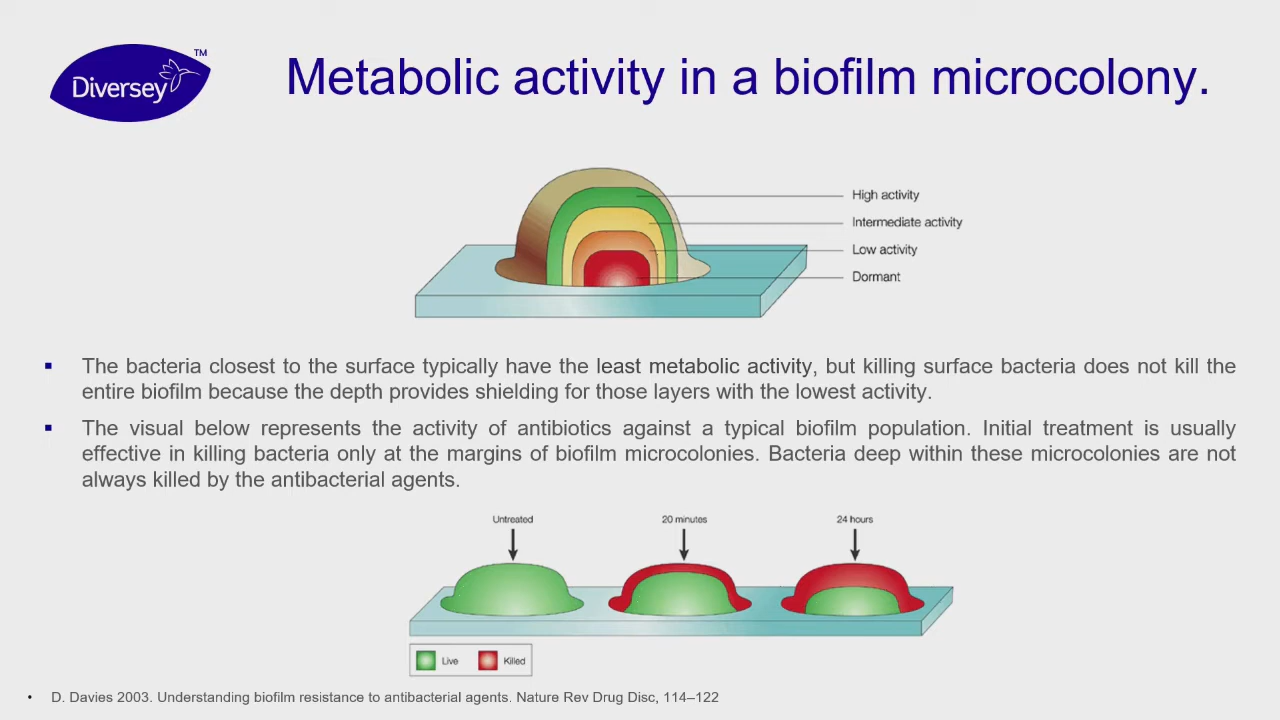 Diversey™
Metabolic activity in a biofilm microcolony.
High activity
Intermediate activity
Low activity
Dormant
▪ The bacteria closest to the surface typically have the least metabolic activity, but killing surface bacteria does not kill the
entire biofilm because the depth provides shielding for those layers with the lowest activity.
▪ The visual below represents the activity of antibiotics against a typical biofilm population. Initial treatment is usually
effective in killing bacteria only at the margins of biofilm microcolonies. Bacteria deep within these microcolonies are not
always killed by the antibacterial agents.
Untreated
20 minutes
24 hours
Live
Killed
• D. Davies 2003. Understanding biofilm resistance to antibacterial agents. Nature Rev Drug Disc, 114–122